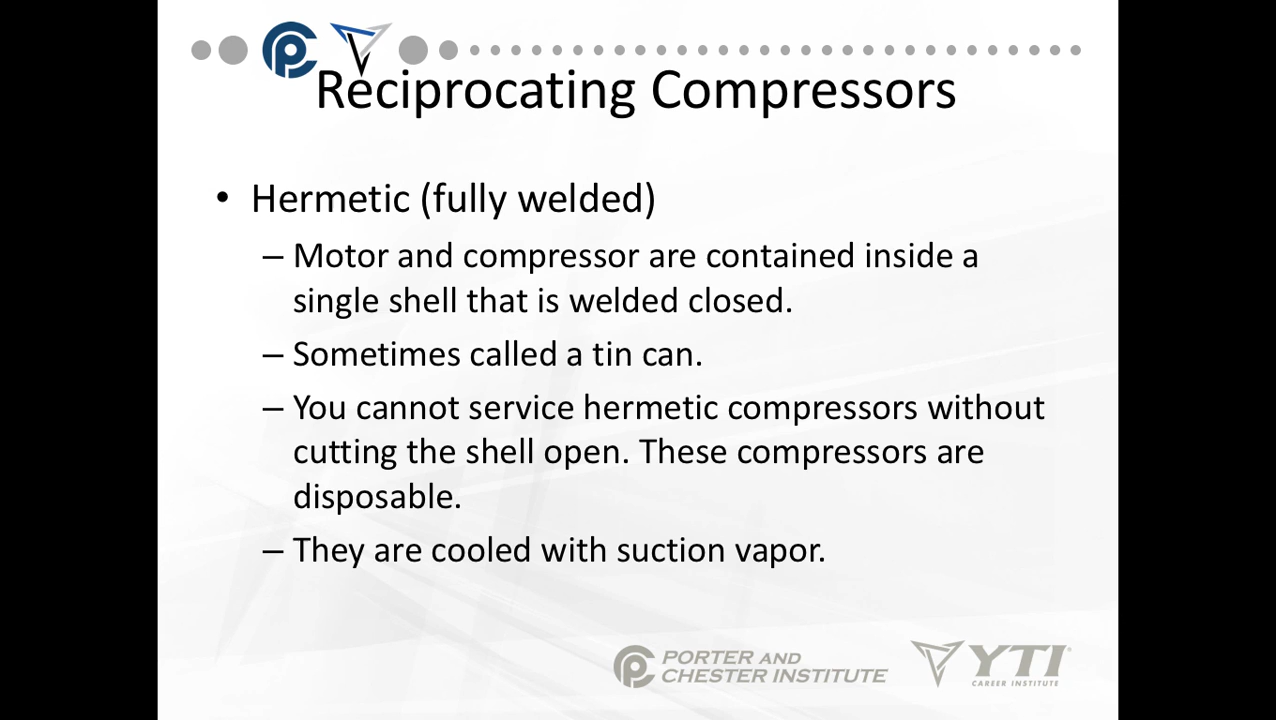 Reciprocating Compressors
• Hermetic (fully welded)
– Motor and compressor are contained inside a
single shell that is welded closed.
– Sometimes called a tin can.
– You cannot service hermetic compressors without
cutting the shell open. These compressors are
disposable.
– They are cooled with suction vapor.
PORTER AND
CHESTER INSTITUTE
YTI
CAREER INSTITUTE